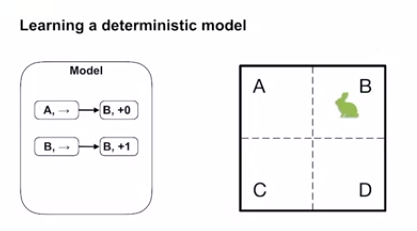 Learning a deterministic model
Model
A, → B, +0
B, → B, +1
A B
C D